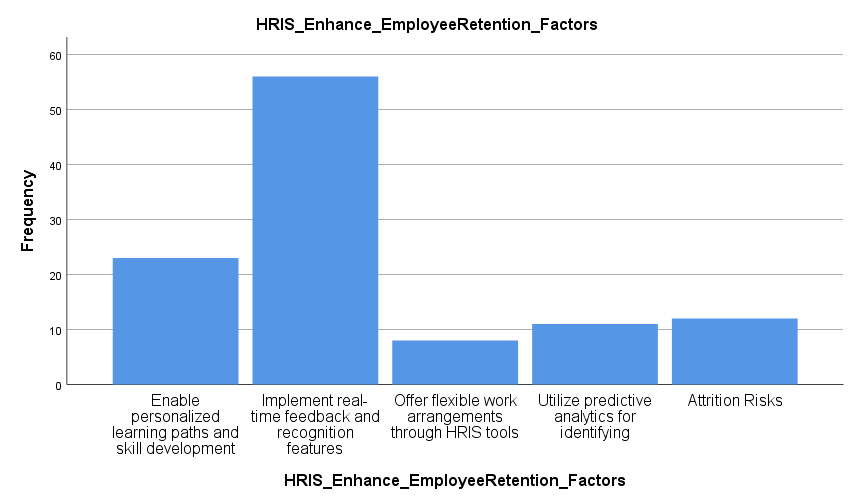 HRIS_Enhance_EmployeeRetention_Factors
60
50
40
30
20
10
0
Frequency
Enable
personalized
learning paths and
skill development
Implement real-
time feedback and
recognition
features
Offer flexible work
arrangements
through HRIS tools
Utilize predictive
analytics for
identifying
Attrition Risks
HRIS_Enhance_EmployeeRetention_Factors